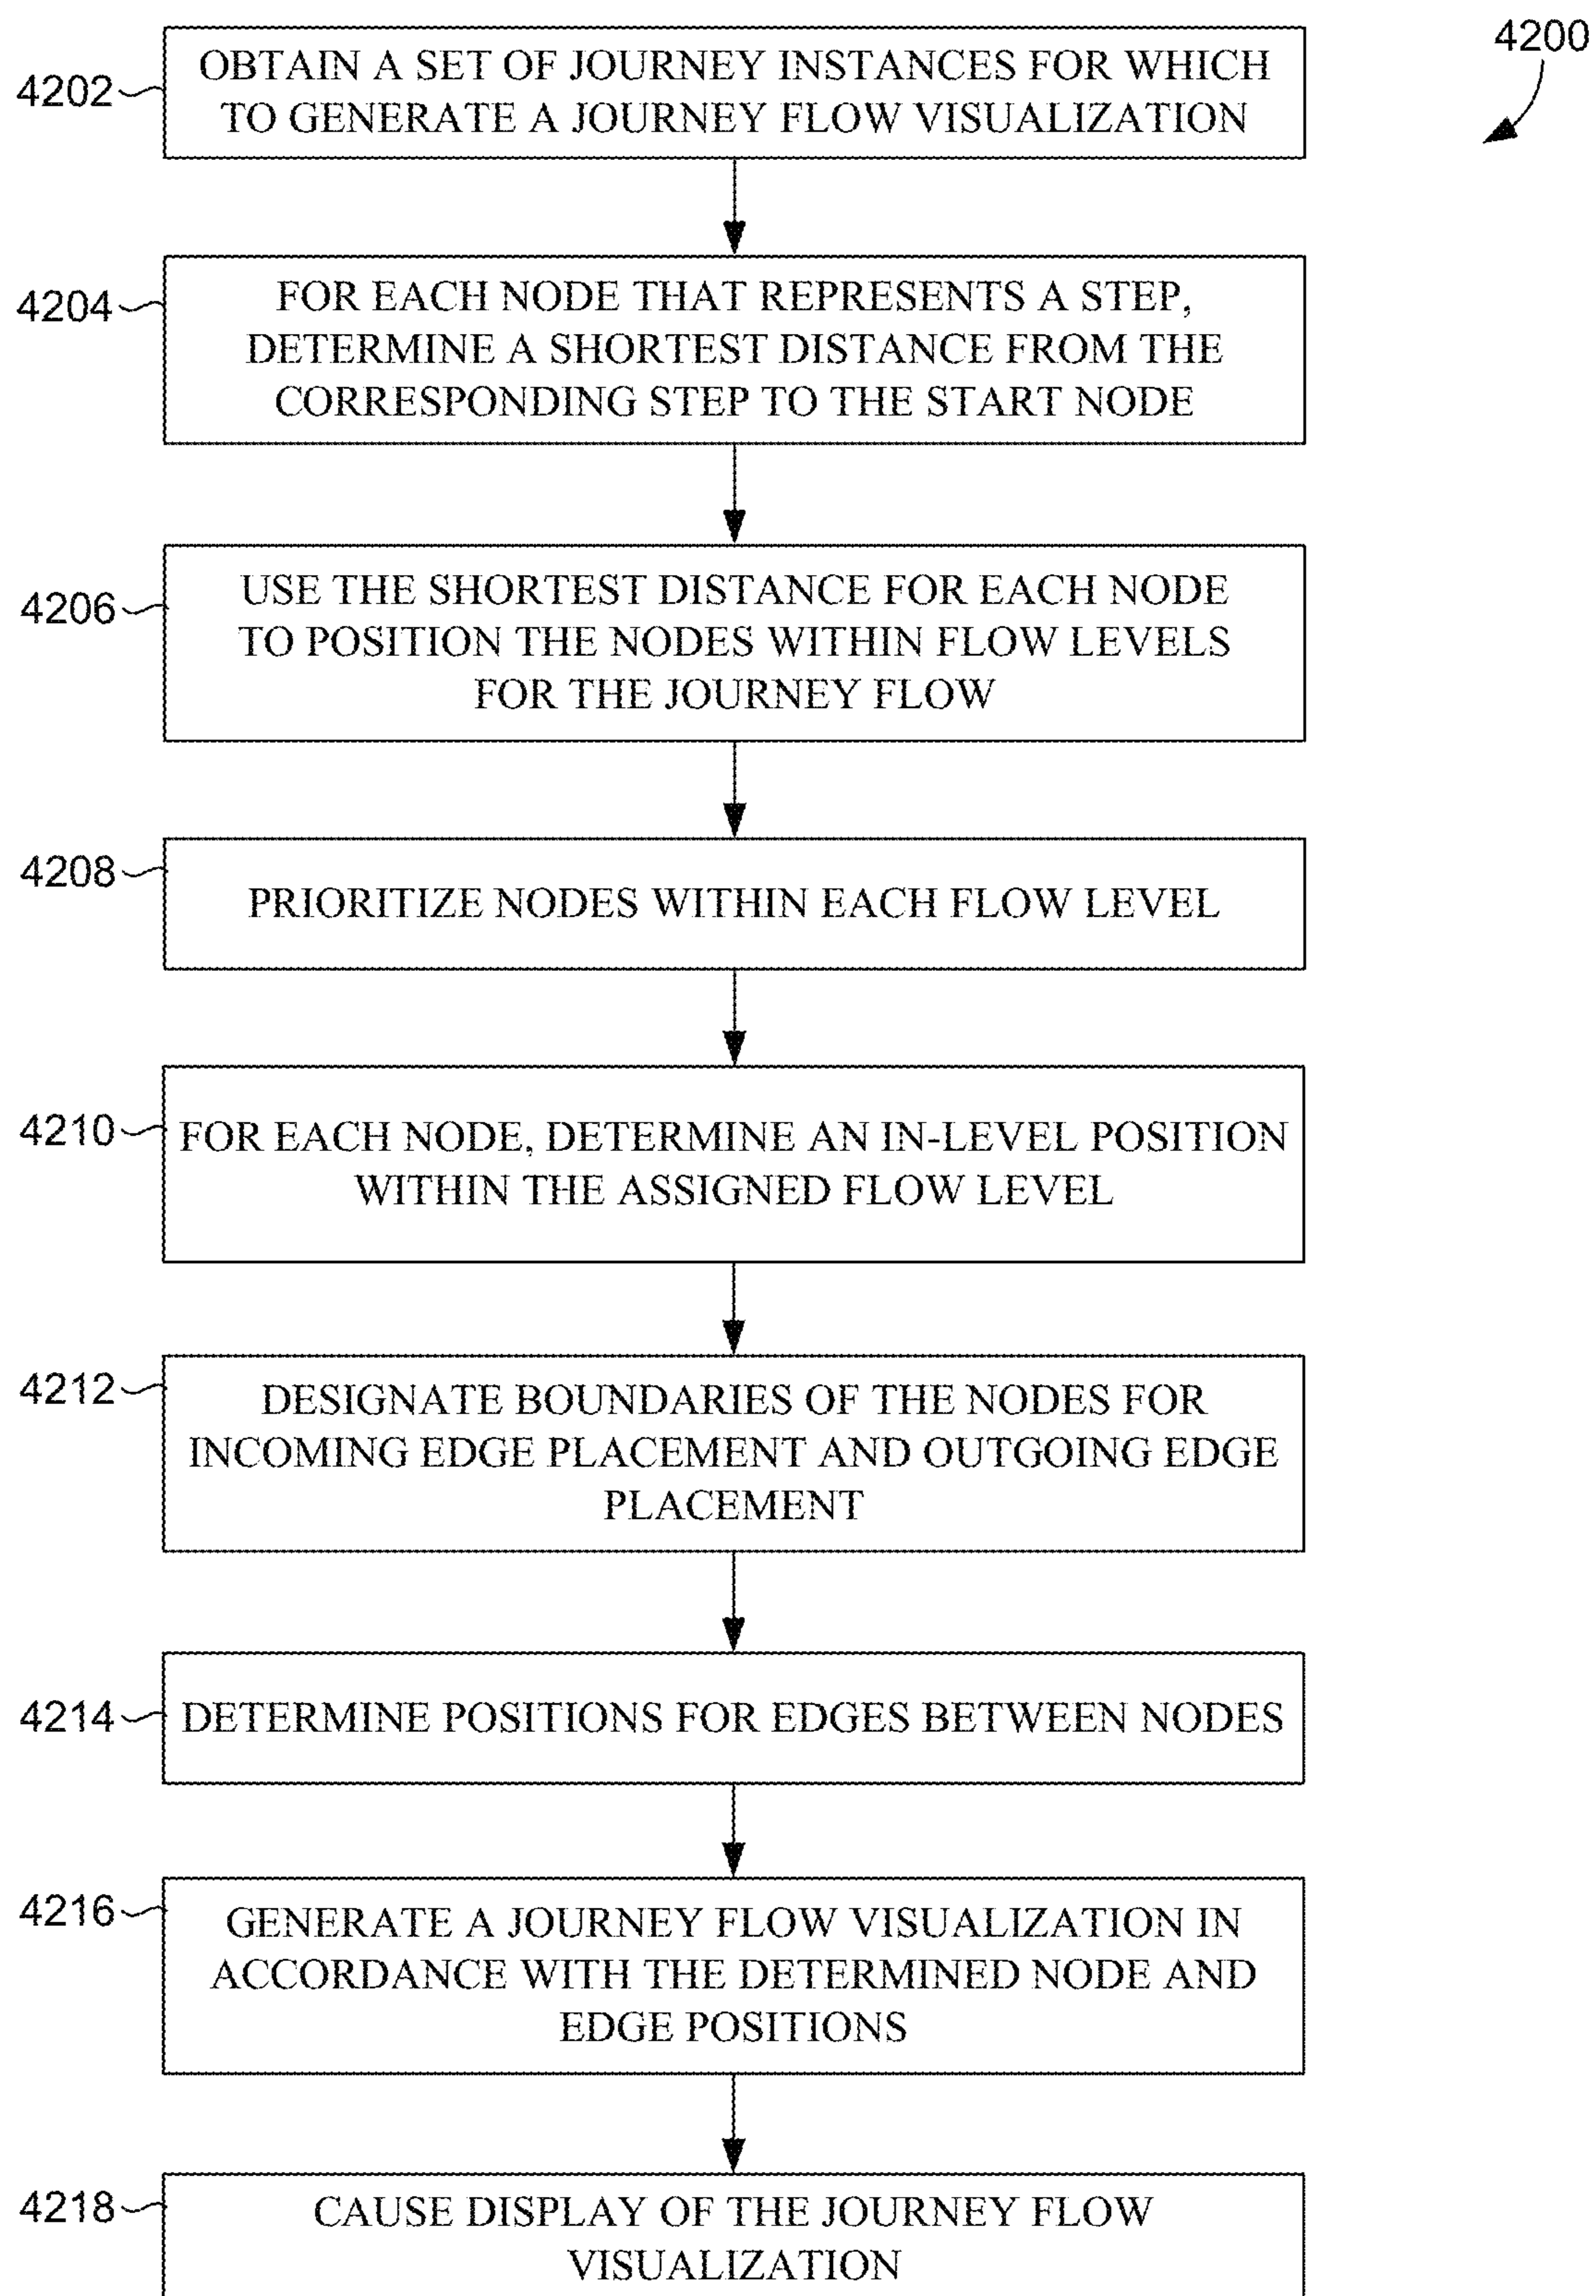 4200
4202
OBTAIN A SET OF JOURNEY INSTANCES FOR WHICH
TO GENERATE A JOURNEY FLOW VISUALIZATION
4204
FOR EACH NODE THAT REPRESENTS A STEP,
DETERMINE A SHORTEST DISTANCE FROM THE
CORRESPONDING STEP TO THE START NODE
4206
USE THE SHORTEST DISTANCE FOR EACH NODE
TO POSITION THE NODES WITHIN FLOW LEVELS
FOR THE JOURNEY FLOW
4208
PRIORITIZE NODES WITHIN EACH FLOW LEVEL
4210
FOR EACH NODE, DETERMINE AN IN-LEVEL POSITION
WITHIN THE ASSIGNED FLOW LEVEL
4212
DESIGNATE BOUNDARIES OF THE NODES FOR
INCOMING EDGE PLACEMENT AND OUTGOING EDGE
PLACEMENT
4214
DETERMINE POSITIONS FOR EDGES BETWEEN NODES
4216
GENERATE A JOURNEY FLOW VISUALIZATION IN
ACCORDANCE WITH THE DETERMINED NODE AND
EDGE POSITIONS
4218
CAUSE DISPLAY OF THE JOURNEY FLOW
VISUALIZATION